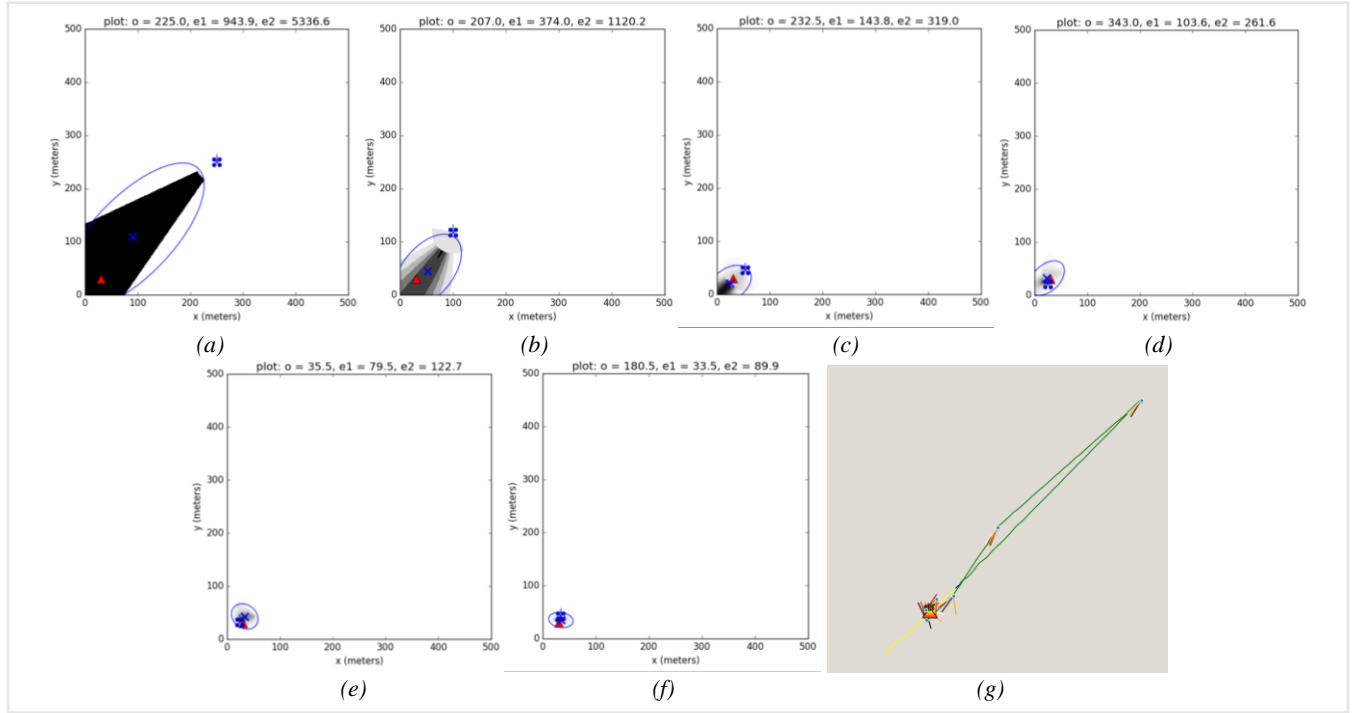 plot: o = 225.0, e1 = 943.9, e2 = 5336.6
plot: o = 207.0, e1 = 374.0, e2 = 1120.2
plot: o = 232.5, e1 = 143.8, e2 = 319.0
plot: o = 343.0, e1 = 103.6, e2 = 261.6
500
400
300
200
100
0
y (meters)
0 100 200 300 400 500
x (meters)
500
400
300
200
100
0
y (meters)
0 100 200 300 400 500
x (meters)
500
400
300
200
100
0
y (meters)
0 100 200 300 400 500
x (meters)
500
400
300
200
100
0
y (meters)
0 100 200 300 400 500
x (meters)
(a)
(b)
(c)
(d)
plot: o = 35.5, e1 = 79.5, e2 = 122.7
plot: o = 180.5, e1 = 33.5, e2 = 89.9
500
400
300
200
100
0
y (meters)
0 100 200 300 400 500
x (meters)
500
400
300
200
100
0
y (meters)
0 100 200 300 400 500
x (meters)
(e)
(f)
(g)